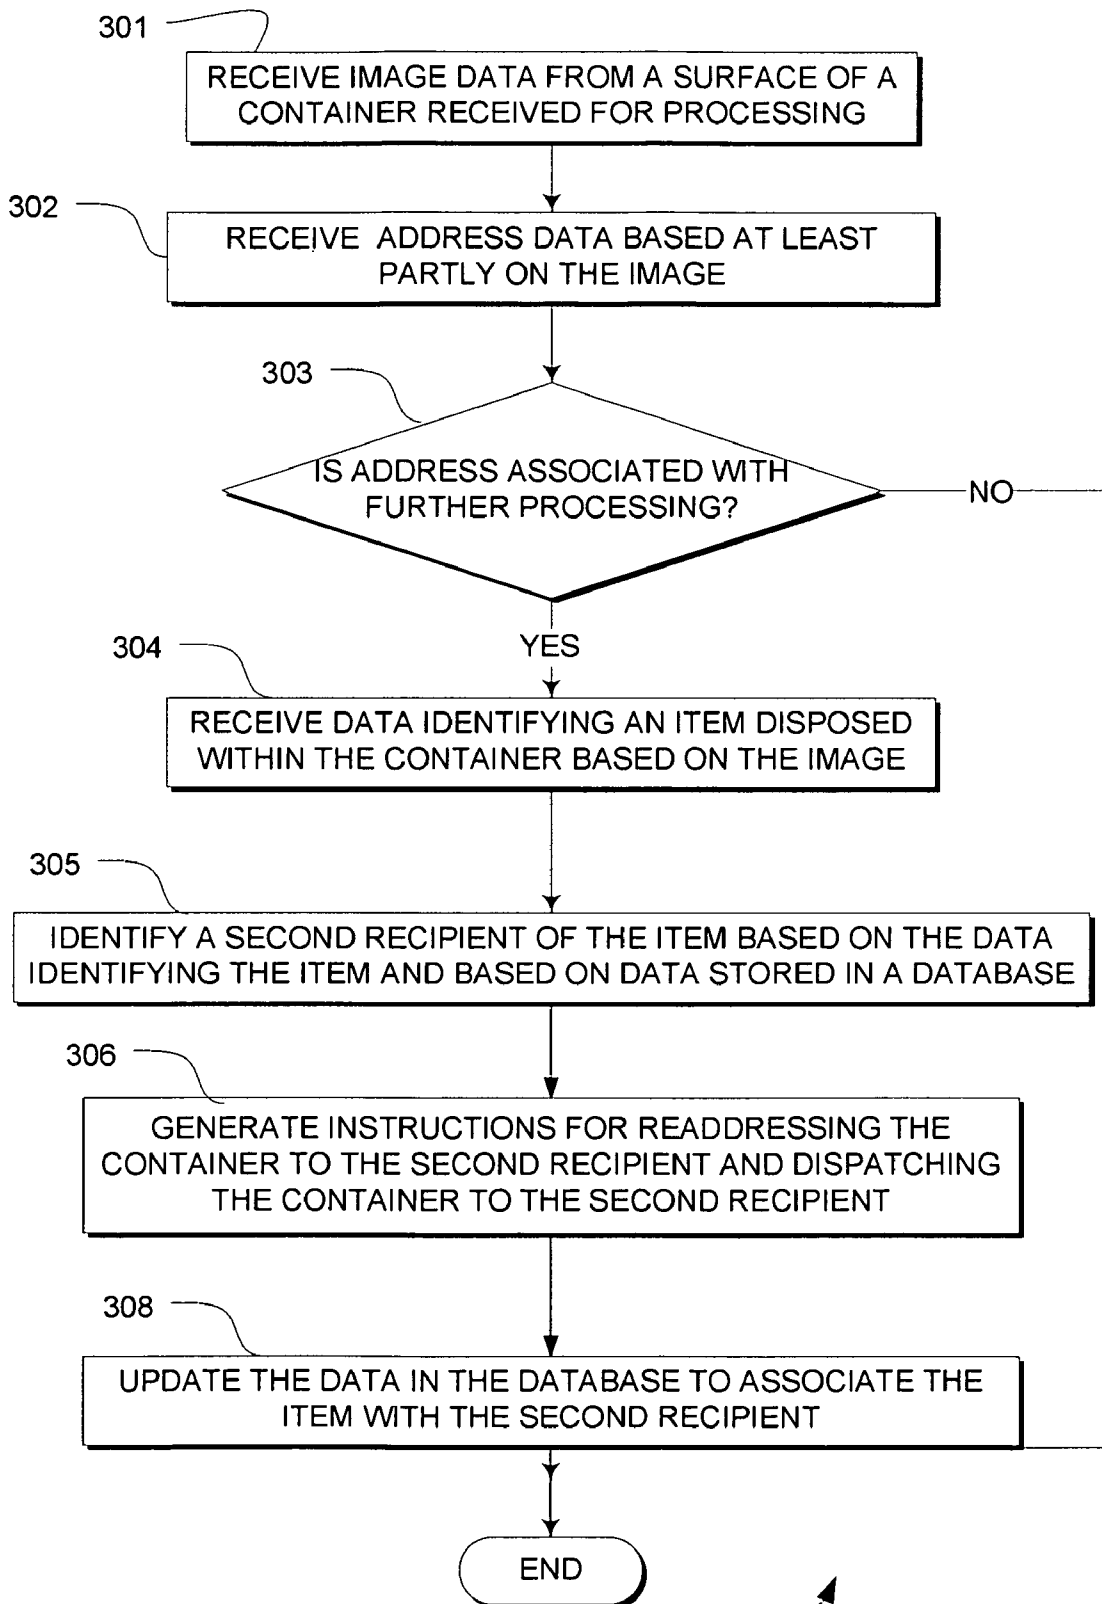 301
RECEIVE IMAGE DATA FROM A SURFACE OF A
CONTAINER RECEIVED FOR PROCESSING
302
RECEIVE ADDRESS DATA BASED AT LEAST
PARTLY ON THE IMAGE
303
IS ADDRESS ASSOCIATED WITH
FURTHER PROCESSING?
NO
YES
304
RECEIVE DATA IDENTIFYING AN ITEM DISPOSED
WITHIN THE CONTAINER BASED ON THE IMAGE
305
IDENTIFY A SECOND RECIPIENT OF THE ITEM BASED ON THE DATA
IDENTIFYING THE ITEM AND BASED ON DATA STORED IN A DATABASE
306
GENERATE INSTRUCTIONS FOR READDRESSING THE
CONTAINER TO THE SECOND RECIPIENT AND DISPATCHING
THE CONTAINER TO THE SECOND RECIPIENT
308
UPDATE THE DATA IN THE DATABASE TO ASSOCIATE THE
ITEM WITH THE SECOND RECIPIENT
END